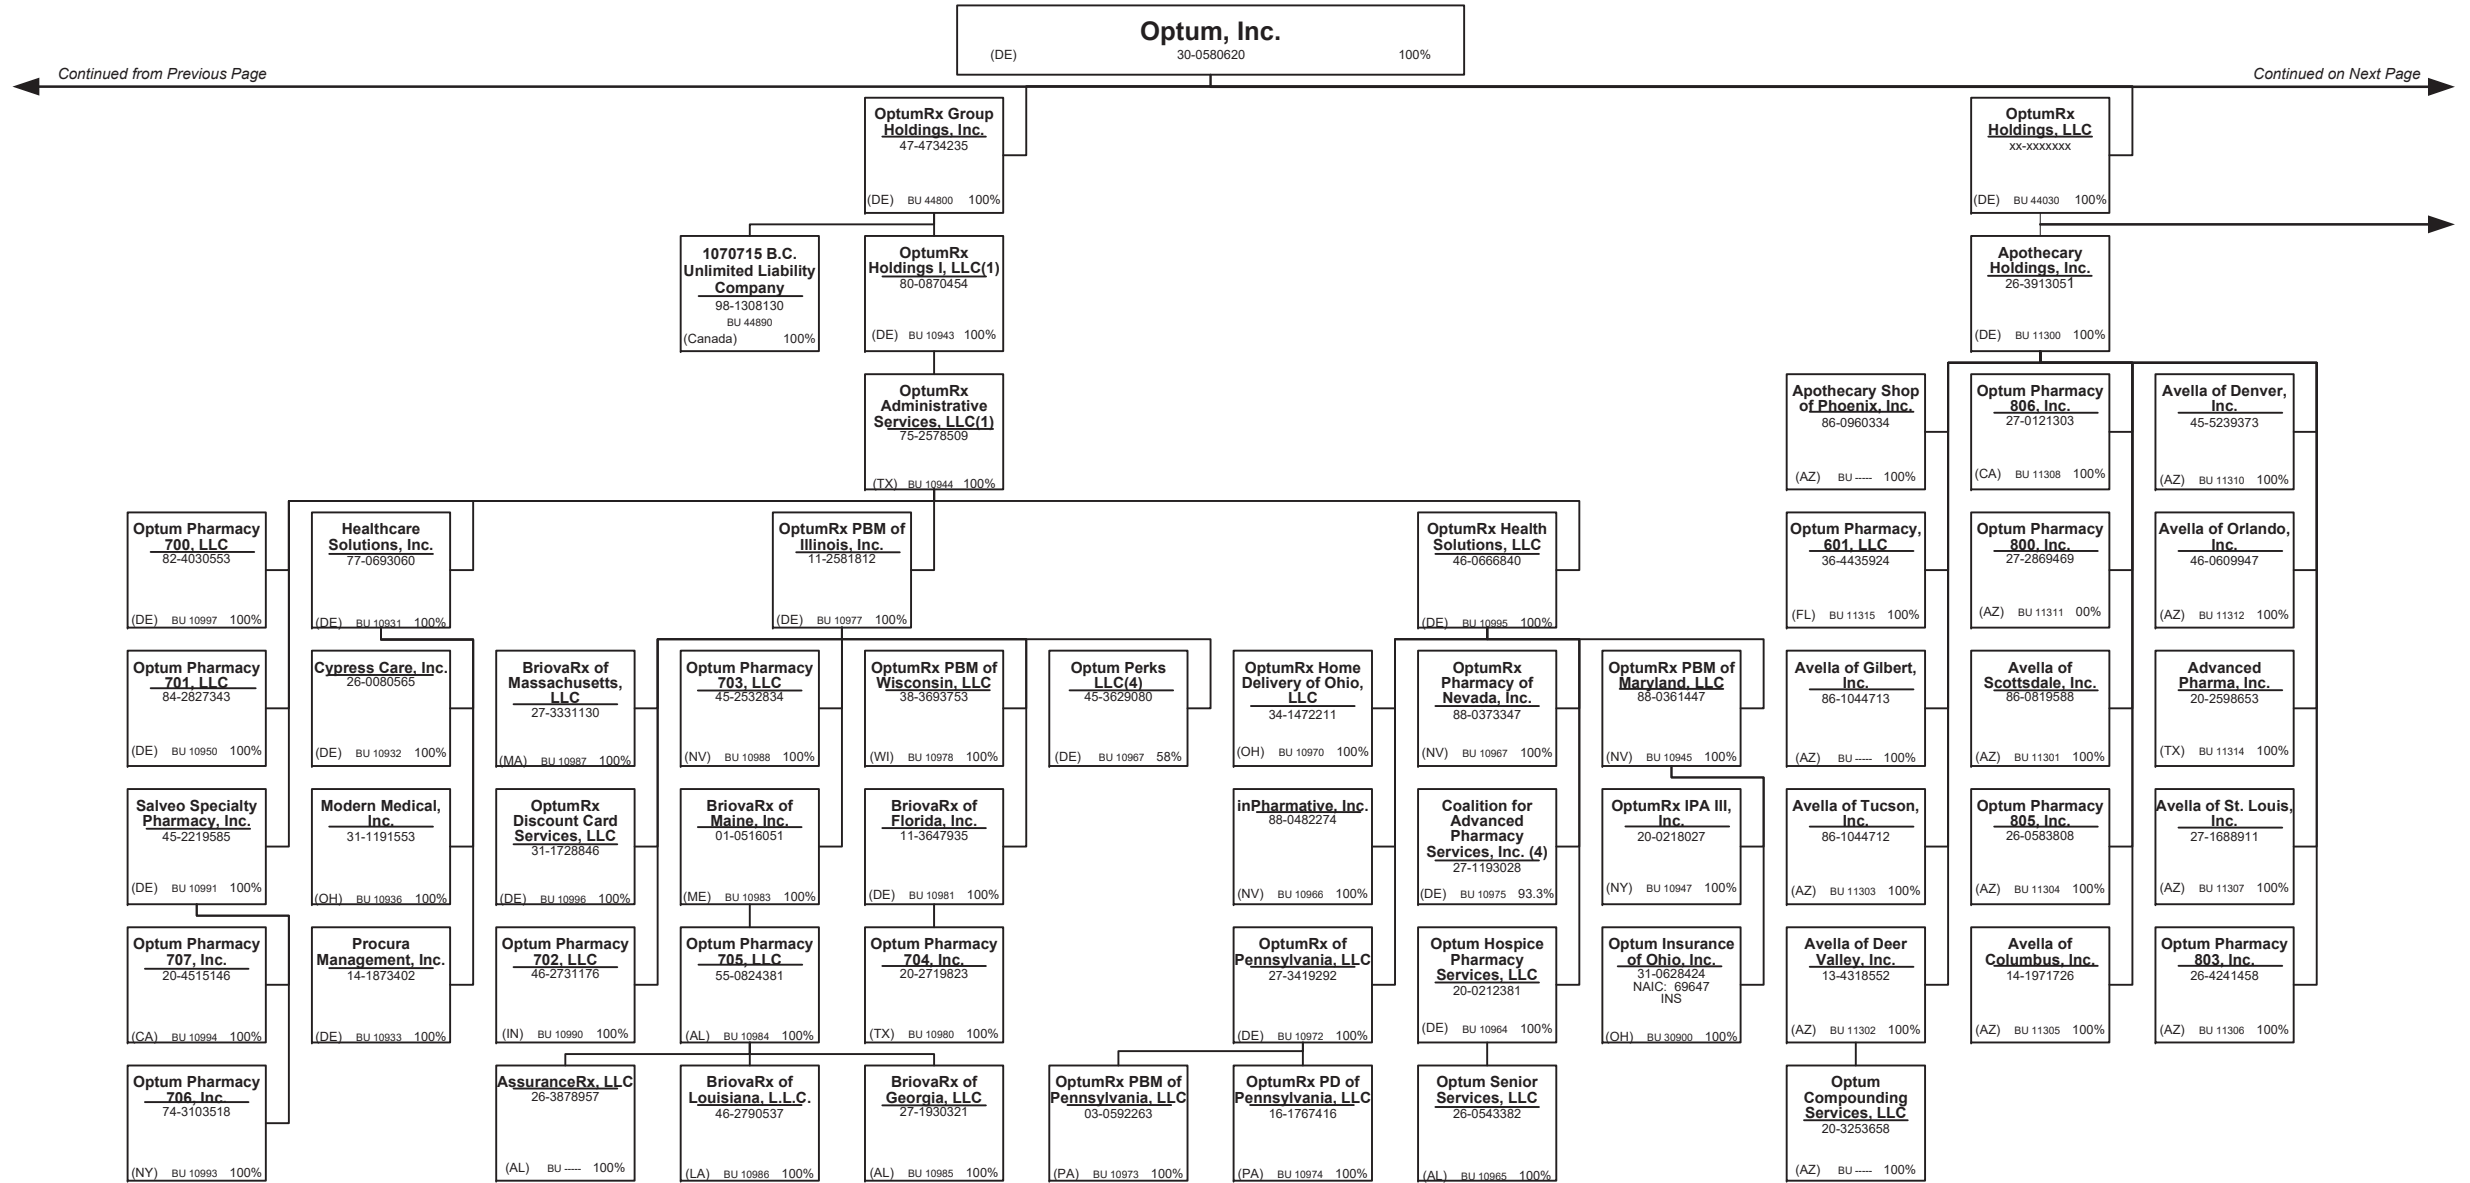 Optum, Inc.
(DE) 30-0580620 100%
Continued from Previous Page
Continued on Next Page
OptumRx Group
Holdings, Inc.
47-4734235
(DE) BU 44800 100%
OptumRx
Holdings, LLC
xx-xxxxxxx
(DE) BU 44030 100%
1070715 B.C.
Unlimited Liability
Company
98-1308130
BU 44890
(Canada) 100%
OptumRx
Holdings I, LLC(1)
80-0870454
(DE) BU 10943 100%
Apothecary
Holdings, Inc.
26-3913051
(DE) BU 11300 100%
OptumRx
Administrative
Services, LLC(1)
75-2578509
(TX) BU 10944 100%
Apothecary Shop
of Phoenix, Inc.
86-0960334
(AZ) BU ----- 100%
Optum Pharmacy
806, Inc.
27-0121303
(CA) BU 11308 100%
Avella of Denver,
Inc.
45-5239373
(AZ) BU 11310 100%
Optum Pharmacy
700, LLC
82-4030553
(DE) BU 10997 100%
Healthcare
Solutions, Inc.
77-0693060
(DE) BU 10931 100%
OptumRx PBM of
Illinois, Inc.
11-2581812
(DE) BU 10977 100%
OptumRx Health
Solutions, LLC
46-0666840
(DE) BU 10995 100%
Optum Pharmacy,
601, LLC
36-4435924
(FL) BU 11315 100%
Optum Pharmacy
800, Inc.
27-2869469
(AZ) BU 11311 00%
Avella of Orlando,
Inc.
46-0609947
(AZ) BU 11312 100%
Optum Pharmacy
701, LLC
84-2827343
(DE) BU 10950 100%
Cypress Care, Inc.
26-0080565
(DE) BU 10932 100%
BriovaRx of
Massachusetts,
LLC
27-3331130
(MA) BU 10987 100%
Optum Pharmacy
703, LLC
45-2532834
(NV) BU 10988 100%
OptumRx PBM of
Wisconsin, LLC
38-3693753
(WI) BU 10978 100%
Optum Perks
LLC(4)
45-3629080
(DE) BU 10967 58%
OptumRx Home
Delivery of Ohio,
LLC
34-1472211
(OH) BU 10970 100%
OptumRx
Pharmacy of
Nevada, Inc.
88-0373347
(NV) BU 10967 100%
OptumRx PBM of
Maryland, LLC
88-0361447
(NV) BU 10945 100%
Avella of Gilbert,
Inc.
86-1044713
(AZ) BU ----- 100%
Avella of
Scottsdale, Inc.
86-0819588
(AZ) BU 11301 100%
Advanced
Pharma, Inc.
20-2598653
(TX) BU 11314 100%
Salveo Specialty
Pharmacy, Inc.
45-2219585
(DE) BU 10991 100%
Modern Medical,
Inc.
31-1191553
(OH) BU 10936 100%
OptumRx
Discount Card
Services, LLC
31-1728846
(DE) BU 10996 100%
BriovaRx of
Maine, Inc.
01-0516051
(ME) BU 10983 100%
BriovaRx of
Florida, Inc.
11-3647935
(DE) BU 10981 100%
inPharmative, Inc.
88-0482274
(NV) BU 10966 100%
Coalition for
Advanced
Pharmacy
Services, Inc. (4)
27-1193028
(DE) BU 10975 93.3%
OptumRx IPA III,
Inc.
20-0218027
(NY) BU 10947 100%
Avella of Tucson,
Inc.
86-1044712
(AZ) BU 11303 100%
Optum Pharmacy
805, Inc.
26-0583808
(AZ) BU 11304 100%
Avella of St. Louis,
Inc.
27-1688911
(AZ) BU 11307 100%
Optum Pharmacy
707, Inc.
20-4515146
(CA) BU 10994 100%
Procura
Management, Inc.
14-1873402
(DE) BU 10933 100%
Optum Pharmacy
702, LLC
46-2731176
(IN) BU 10990 100%
Optum Pharmacy
705, LLC
55-0824381
(AL) BU 10984 100%
Optum Pharmacy
704, Inc.
20-2719823
(TX) BU 10980 100%
OptumRx of
Pennsylvania, LLC
27-3419292
(DE) BU 10972 100%
Optum Hospice
Pharmacy
Services, LLC
20-0212381
(DE) BU 10964 100%
Optum Insurance
of Ohio, Inc.
31-0628424
NAIC: 69647
INS
(OH) BU 30900 100%
Avella of Deer
Valley, Inc.
13-4318552
(AZ) BU 11302 100%
Avella of
Columbus, Inc.
14-1971726
(AZ) BU 11305 100%
Optum Pharmacy
803, Inc.
26-4241458
(AZ) BU 11306 100%
Optum Pharmacy
706, Inc.
74-3103518
(NY) BU 10993 100%
AssuranceRx, LLC
26-3878957
(AL) BU ----- 100%
BriovaRx of
Louisiana, L.L.C.
46-2790537
(LA) BU 10986 100%
BriovaRx of
Georgia, LLC
27-1930321
(AL) BU 10985 100%
OptumRx PBM of
Pennsylvania, LLC
03-0592263
(PA) BU 10973 100%
OptumRx PD of
Pennsylvania, LLC
16-1767416
(PA) BU 10974 100%
Optum Senior
Services, LLC
26-0543382
(AL) BU 10965 100%
Optum
Compounding
Services, LLC
20-3253658
(AZ) BU ----- 100%